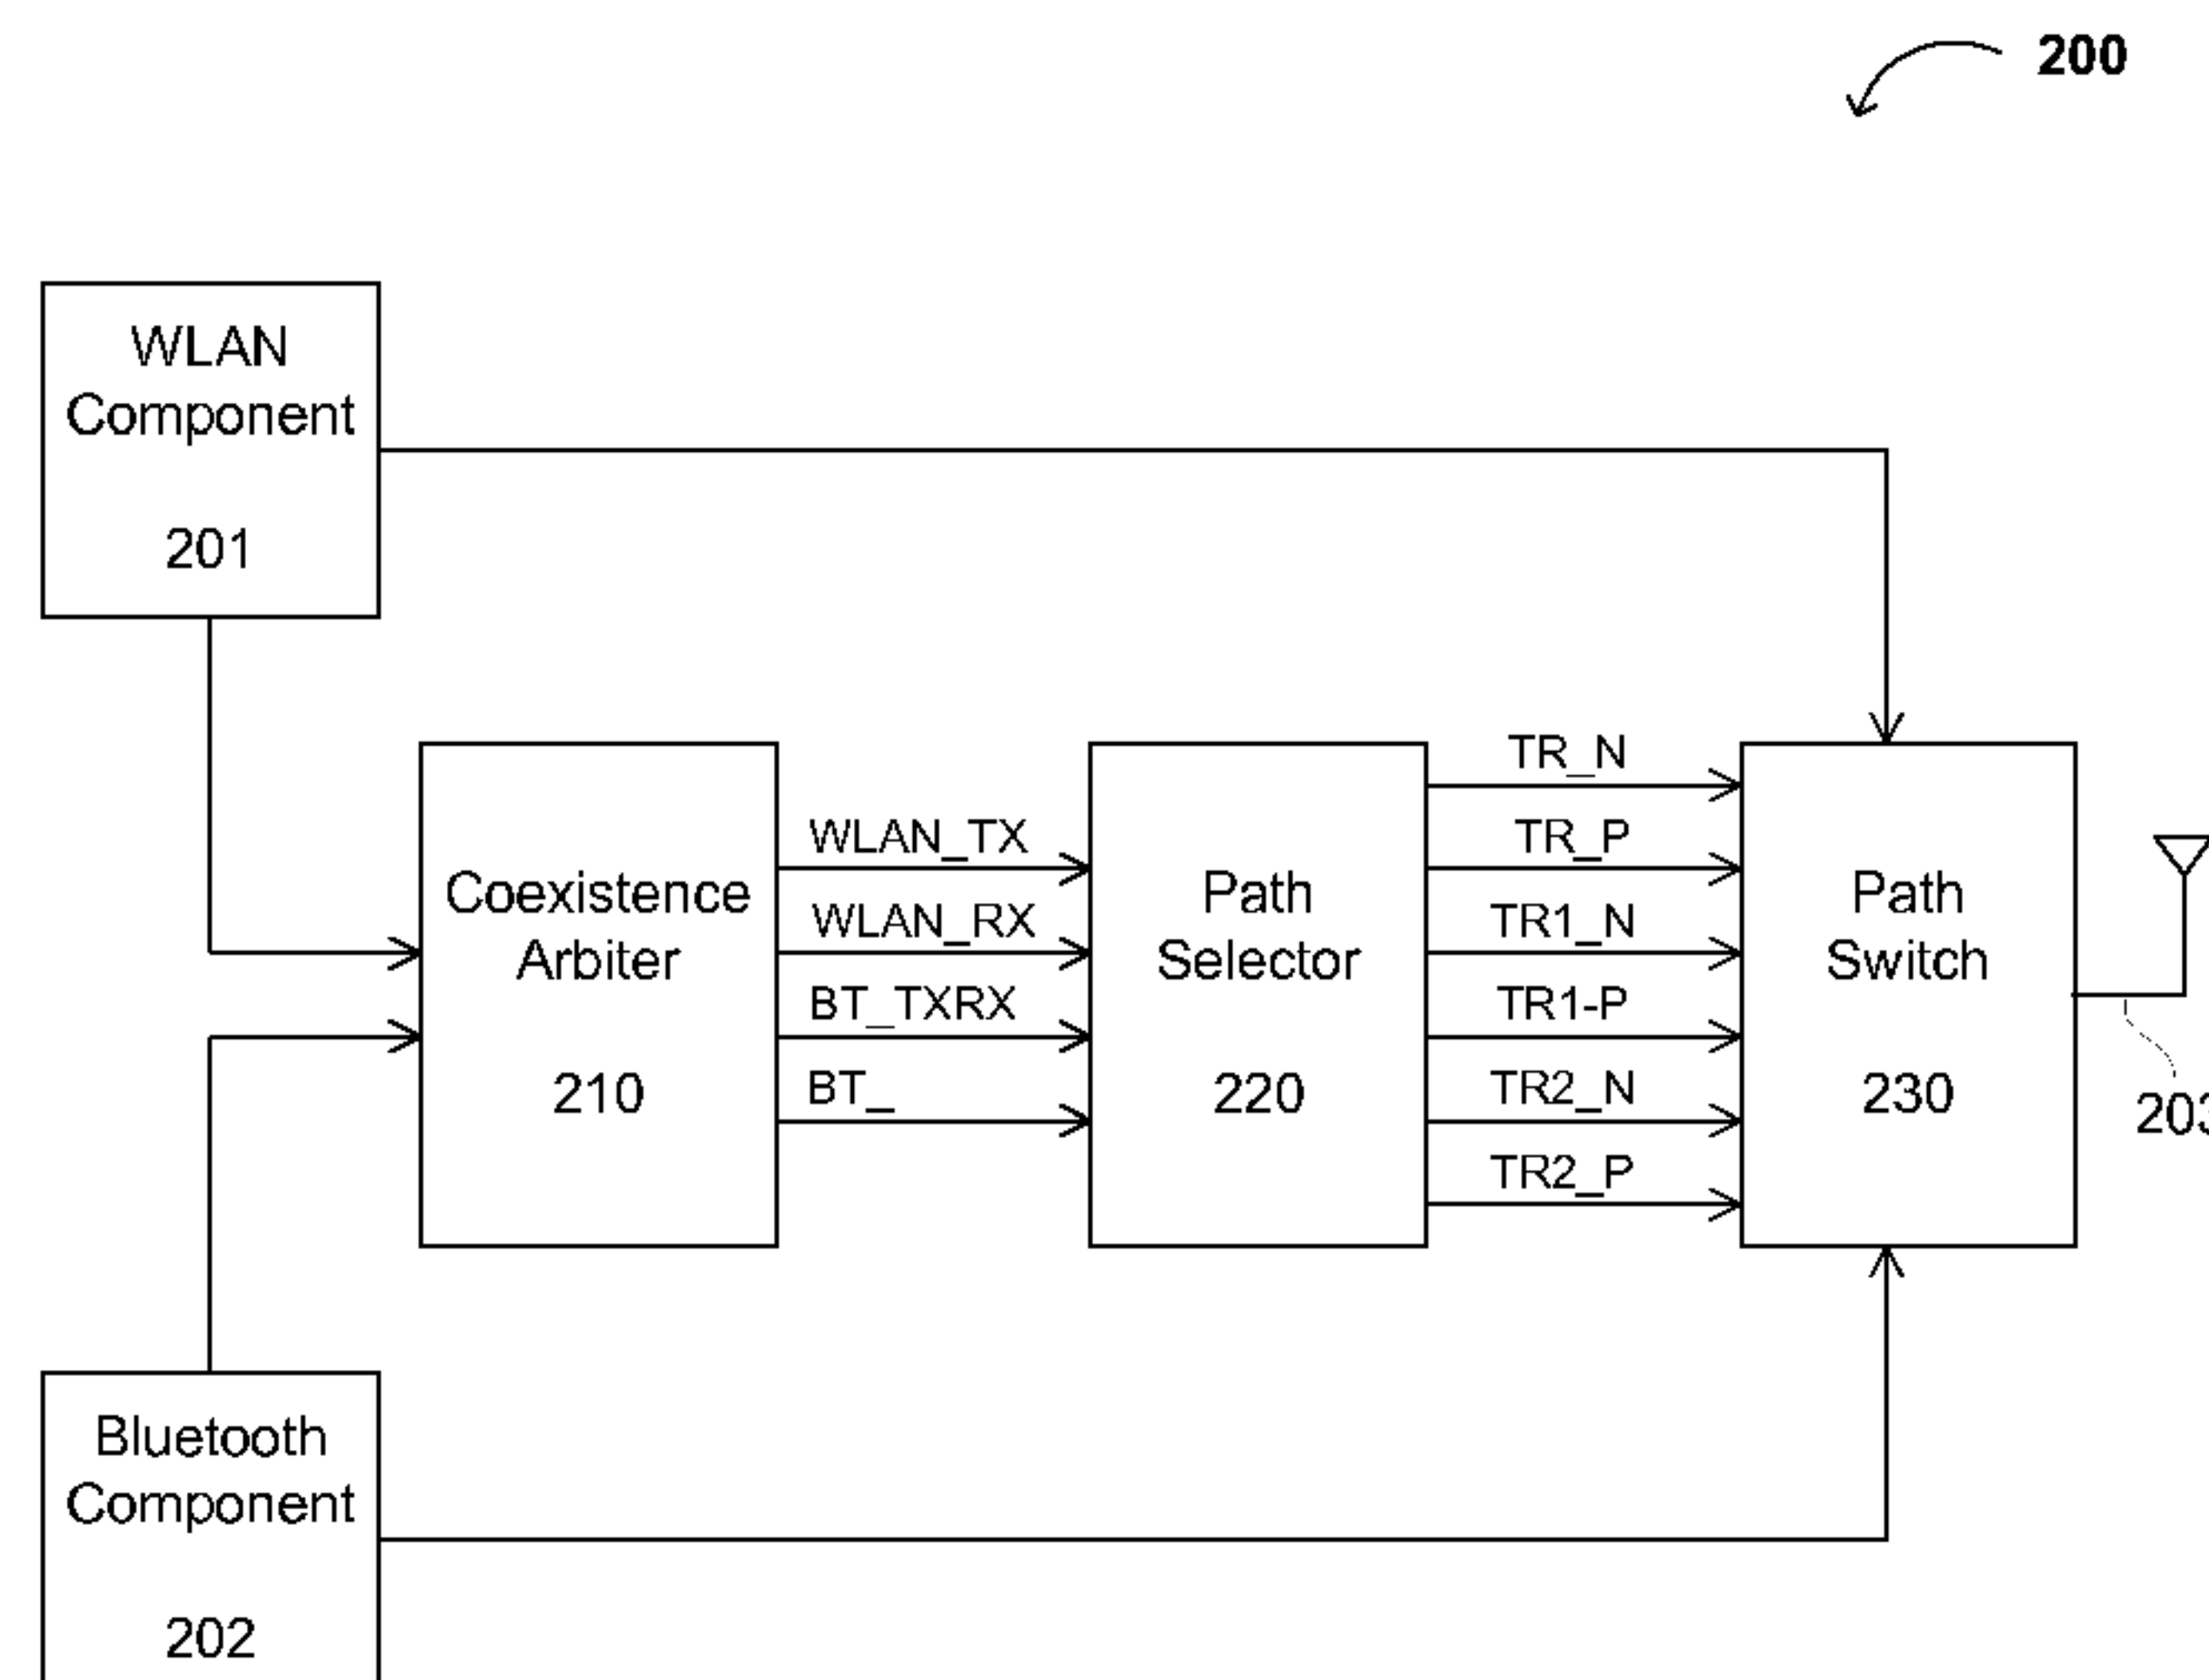 200
WLAN
Component
201
Coexistence
Arbiter
210
WLAN_TX
WLAN_RX
BT_TXRX
BT_
Path
Selector
220
TR_N
TR_P
TR1_N
TR1-P
TR2_N
TR2_P
Path
Switch
230
203
Bluetooth
Component
202